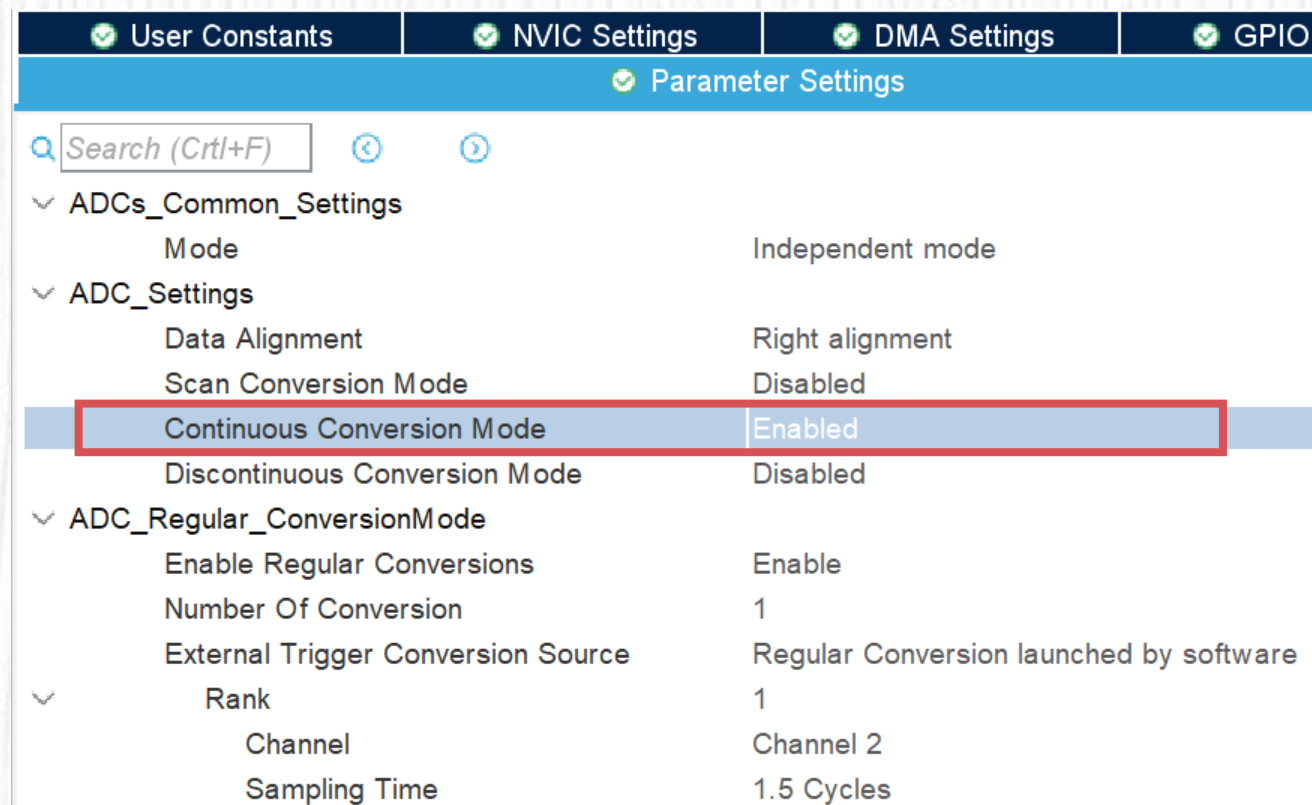 User Constants NVIC Settings DMA Settings GPIO
Parameter Settings
Search (Crtl+F)
ADCs_Common_Settings
Mode Independent mode
ADC_Settings
Data Alignment Right alignment
Scan Conversion Mode Disabled
Continuous Conversion Mode Enabled
Discontinuous Conversion Mode Disabled
ADC_Regular_ConversionMode
Enable Regular Conversions Enable
Number Of Conversion 1
External Trigger Conversion Source Regular Conversion launched by software
Rank 1
Channel Channel 2
Sampling Time 1.5 Cycles